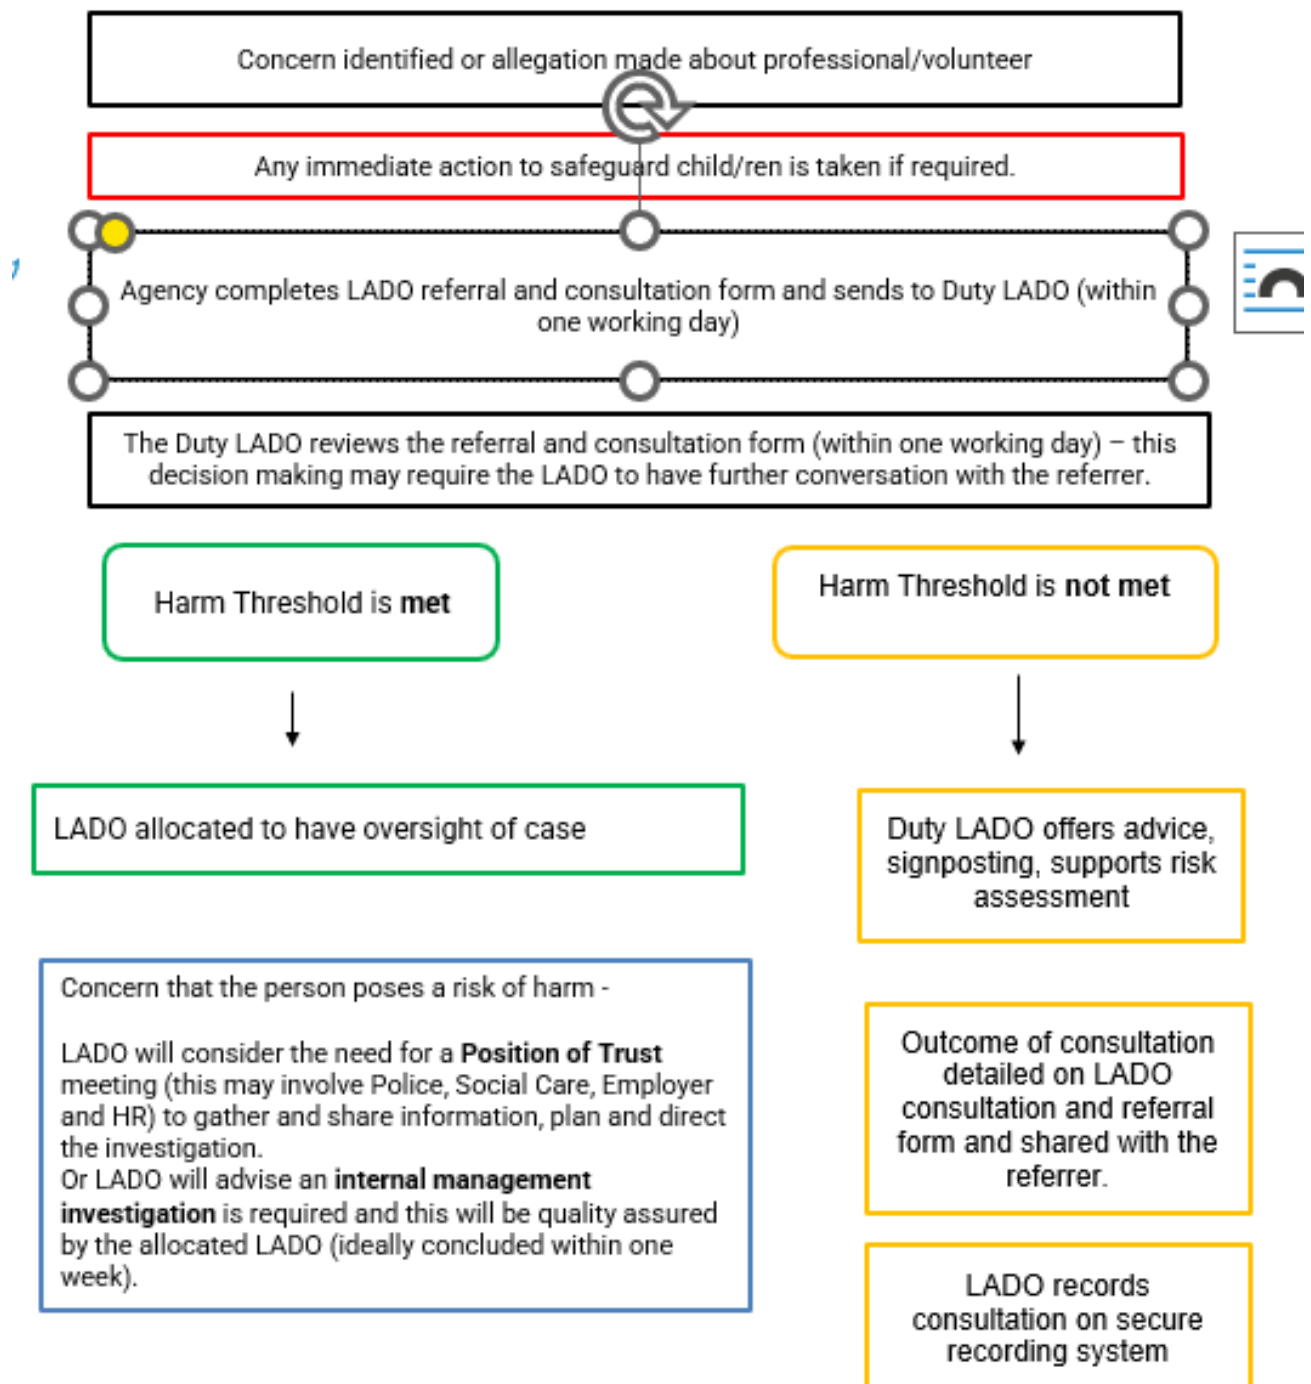 Concern identified or allegation made about professional/volunteer
Any immediate action to safeguard child/ren is taken if required.
Agency completes LADO referral and consultation form and sends to Duty LADO (within
one working day)
The Duty LADO reviews the referral and consultation form (within one working day) – this
decision making may require the LADO to have further conversation with the referrer.
Harm Threshold is met
Harm Threshold is not met
LADO allocated to have oversight of case
Duty LADO offers advice,
signposting, supports risk
assessment
Concern that the person poses a risk of harm -
LADO will consider the need for a Position of Trust
meeting (this may involve Police, Social Care, Employer
and HR) to gather and share information, plan and direct
the investigation.
Or LADO will advise an internal management
investigation is required and this will be quality assured
by the allocated LADO (ideally concluded within one
week).
Outcome of consultation
detailed on LADO
consultation and referral
form and shared with the
referrer.
LADO records
consultation on secure
recording system